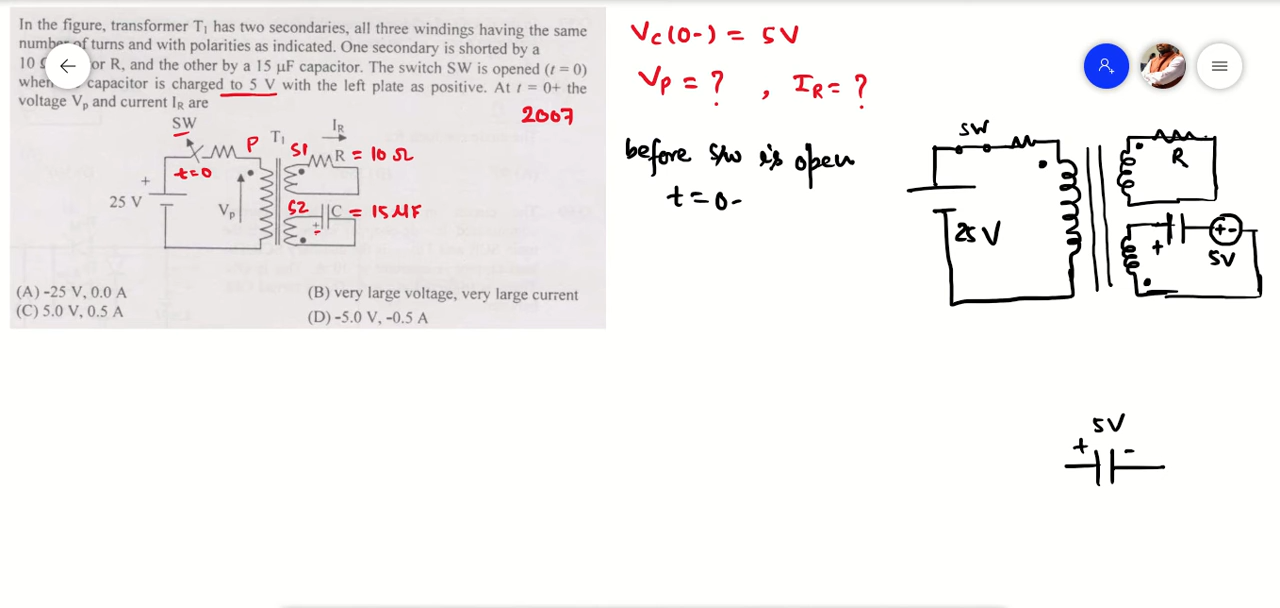 In the figure, transformer T1 has two secondaries, all three windings having the same
number of turns and with polarities as indicated. One secondary is shorted by a
10 or R, and the other by a 15 μF capacitor. The switch SW is opened (t = 0)
when capacitor is charged to 5 V with the left plate as positive. At t = 0+ the
voltage Vp and current IR are
2007
SW
P
T1
IR
S1
R = 10 Ω
t=0
+
25 V
Vp
S2
C = 15 μF
+
(A) -25 V, 0.0 A
(B) very large voltage, very large current
(C) 5.0 V, 0.5 A
(D) -5.0 V, -0.5 A
Vc(0-) = 5V
Vp = ? , IR = ?
before s/w is open
t=0-
SW
R
25 V
+
+-
5V
5V
+ -